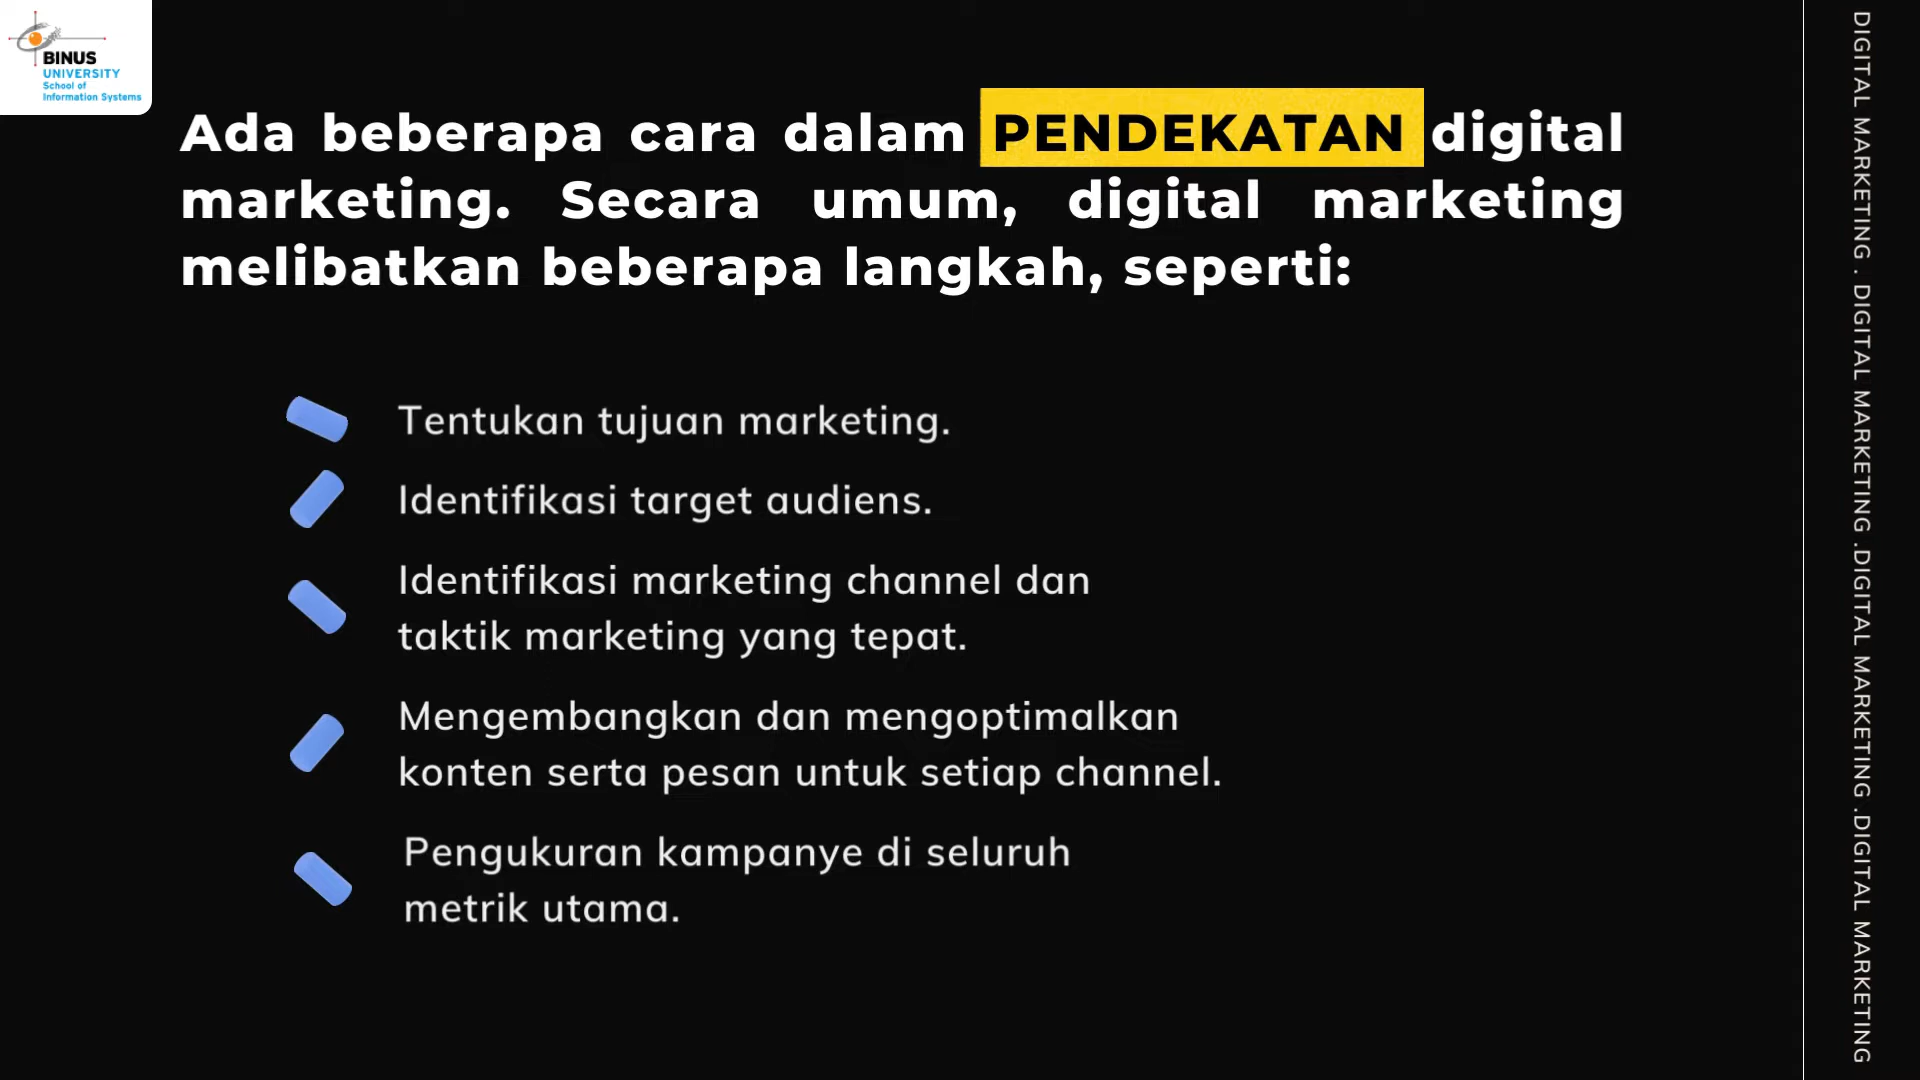 BINUS
UNIVERSITY
School of
Information Systems
Ada beberapa cara dalam PENDEKATAN digital
marketing. Secara umum, digital marketing
melibatkan beberapa langkah, seperti:
Tentukan tujuan marketing.
Identifikasi target audiens.
Identifikasi marketing channel dan
taktik marketing yang tepat.
Mengembangkan dan mengoptimalkan
konten serta pesan untuk setiap channel.
Pengukuran kampanye di seluruh
metrik utama.
DIGITAL MARKETING . DIGITAL MARKETING .DIGITAL MARKETING .DIGITAL MARKETING